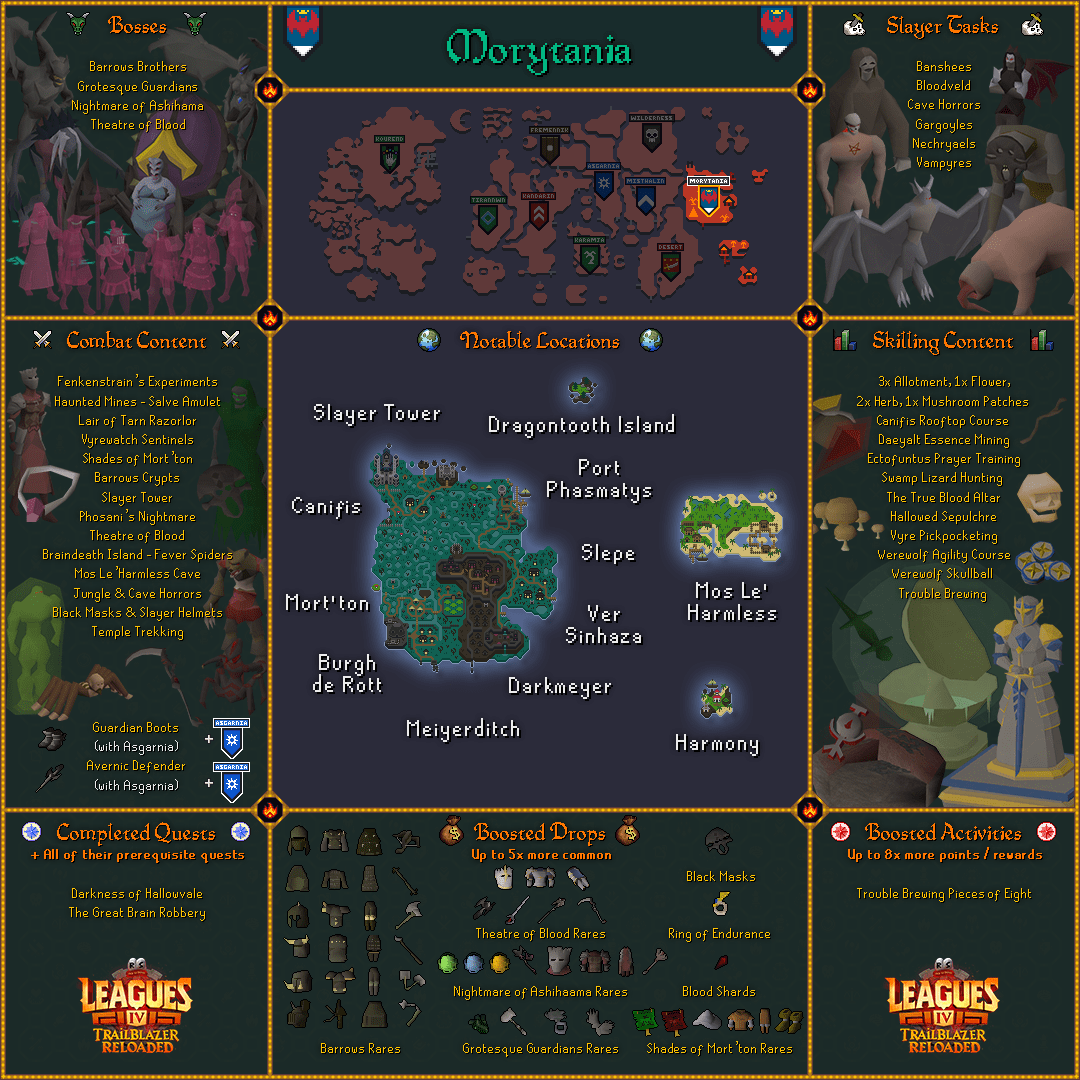 Bosses
Barrows Brothers
Grotesque Guardians
Nightmare of Ashihama
Theatre of Blood
Morytania
KOUREND
FREMENNIK
WILDERNESS
ASGARNIA
MISTHALIN
MORYTANIA
TIRANNWN
KANDARIN
KARAMJA
DESERT
Slayer Tasks
Banshees
Bloodveld
Cave Horrors
Gargoyles
Nechryaels
Vampyres
Combat Content
Fenkenstrain's Experiments
Haunted Mines - Salve Amulet
Lair of Tarn Razorlor
Vyrewatch Sentinels
Shades of Mort'ton
Barrows Crypts
Slayer Tower
Phosani's Nightmare
Theatre of Blood
Braindeath Island - Fever Spiders
Mos Le'Harmless Cave
Jungle & Cave Horrors
Black Masks & Slayer Helmets
Temple Trekking
Guardian Boots
(with Asgarnia)
+
ASGARNIA
Avernic Defender
(with Asgarnia)
+
ASGARNIA
Notable Locations
Slayer Tower
Dragontooth Island
Port
Phasmatys
Canifis
Slepe
Mos Le'
Harmless
Mort'ton
Ver
Sinhaza
Burgh
de Rott
Darkmeyer
Meiyerditch
Harmony
Skilling Content
3x Allotment, 1x Flower,
2x Herb, 1x Mushroom Patches
Canifis Rooftop Course
Daeyalt Essence Mining
Ectofuntus Prayer Training
Swamp Lizard Hunting
The True Blood Altar
Hallowed Sepulchre
Vyre Pickpocketing
Werewolf Agility Course
Werewolf Skullball
Trouble Brewing
Completed Quests
+ All of their prerequisite quests
Darkness of Hallowvale
The Great Brain Robbery
LEAGUES
IV
TRAILBLAZER
RELOADED
Boosted Drops
Up to 5x more common
Black Masks
Theatre of Blood Rares
Ring of Endurance
Nightmare of Ashihaama Rares
Blood Shards
Barrows Rares
Grotesque Guardians Rares
Shades of Mort'ton Rares
Boosted Activities
Up to 8x more points / rewards
Trouble Brewing Pieces of Eight
LEAGUES
IV
TRAILBLAZER
RELOADED